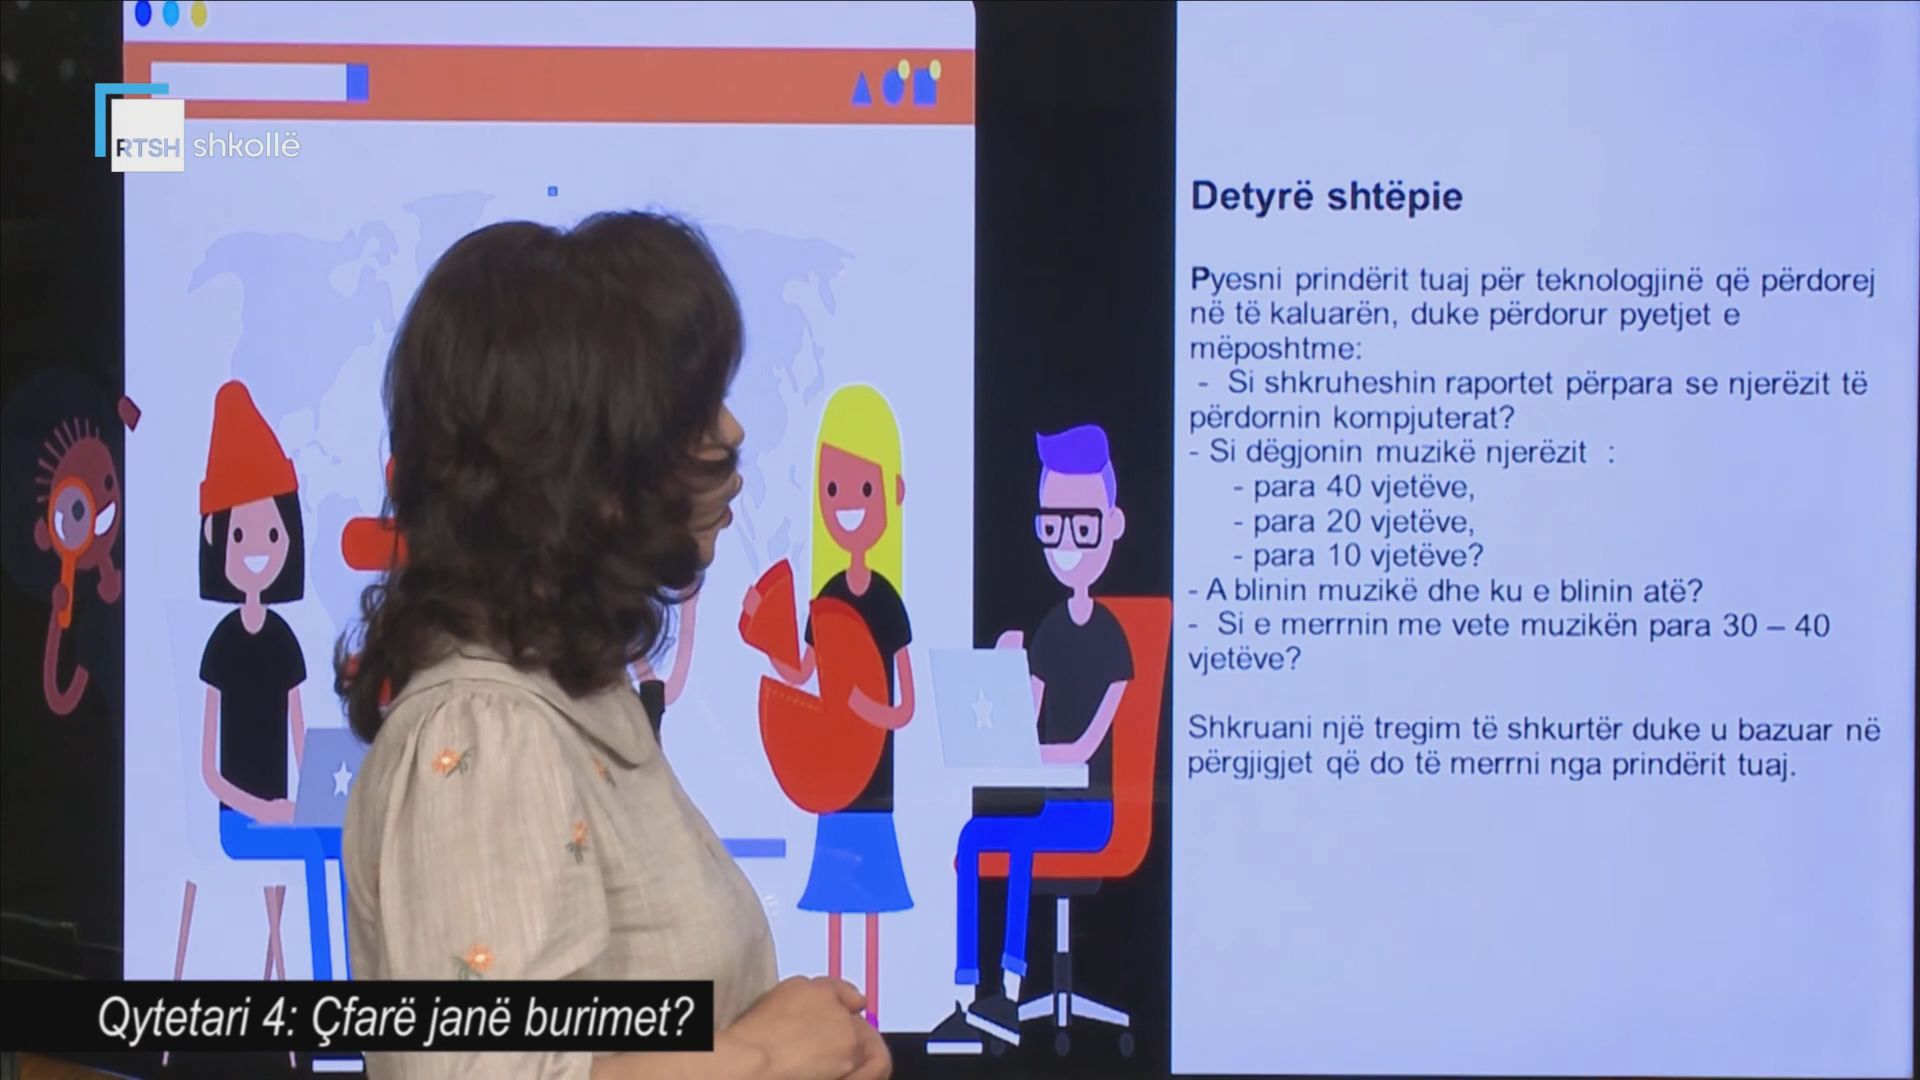 RTSH shkollë
Detyrë shtëpie
Pyesni prindërit tuaj për teknologjinë që përdorej
në të kaluarën, duke përdorur pyetjet e
mëposhtme:
- Si shkruheshin raportet përpara se njerëzit të
përdornin kompjuterat?
- Si dëgjonin muzikë njerëzit :
- para 40 vjetëve,
- para 20 vjetëve,
- para 10 vjetëve?
- A blinin muzikë dhe ku e blinin atë?
- Si e merrnin me vete muzikën para 30 – 40
vjetëve?
Shkruani një tregim të shkurtër duke u bazuar në
përgjigjet që do të merrni nga prindërit tuaj.
Qytetari 4: Çfarë janë burimet?